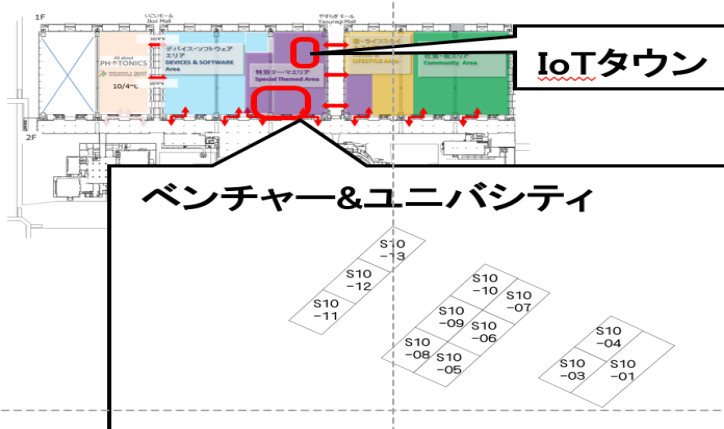 1F
いこいモール
Ikoi Mall
やすらぎ モール
Yasuragi Mall
IoTタウン
All about
PHOTONICS
10/4~
デバイス・ソフトウェア
エリア
DEVICES & SOFTWARE
Area
特別テーマエリア
Special Themed Area
LIFESTYLE Area
Community Area
2F
ベンチャー&ユニバシティ
S10
-13
S10
-12
S10
-11
S10
-10
S10
-07
S10
-09
S10
-06
S10
-08
S10
-05
S10
-04
S10
-03
S10
-01